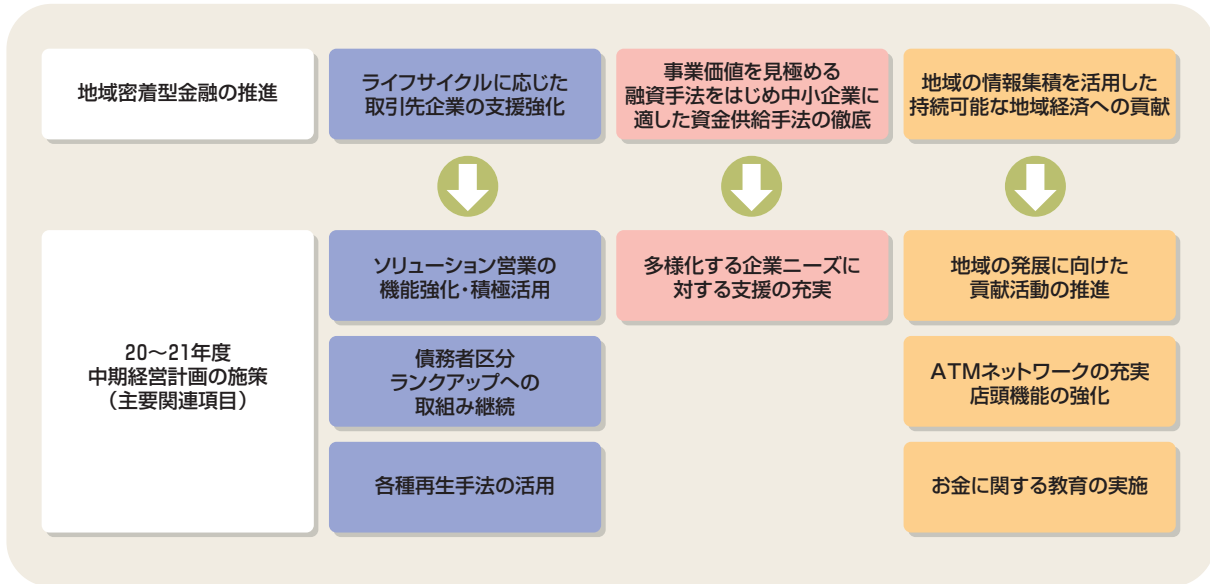 地域密着型金融の推進
ライフサイクルに応じた
取引先企業の支援強化
事業価値を見極める
融資手法をはじめ中小企業に
適した資金供給手法の徹底
地域の情報集積を活用した
持続可能な地域経済への貢献
20〜21年度
中期経営計画の施策
（主要関連項目）
ソリューション営業の
機能強化・積極活用
債務者区分
ランクアップへの
取組み継続
各種再生手法の活用
多様化する企業ニーズに
対する支援の充実
地域の発展に向けた
貢献活動の推進
ATMネットワークの充実
店頭機能の強化
お金に関する教育の実施